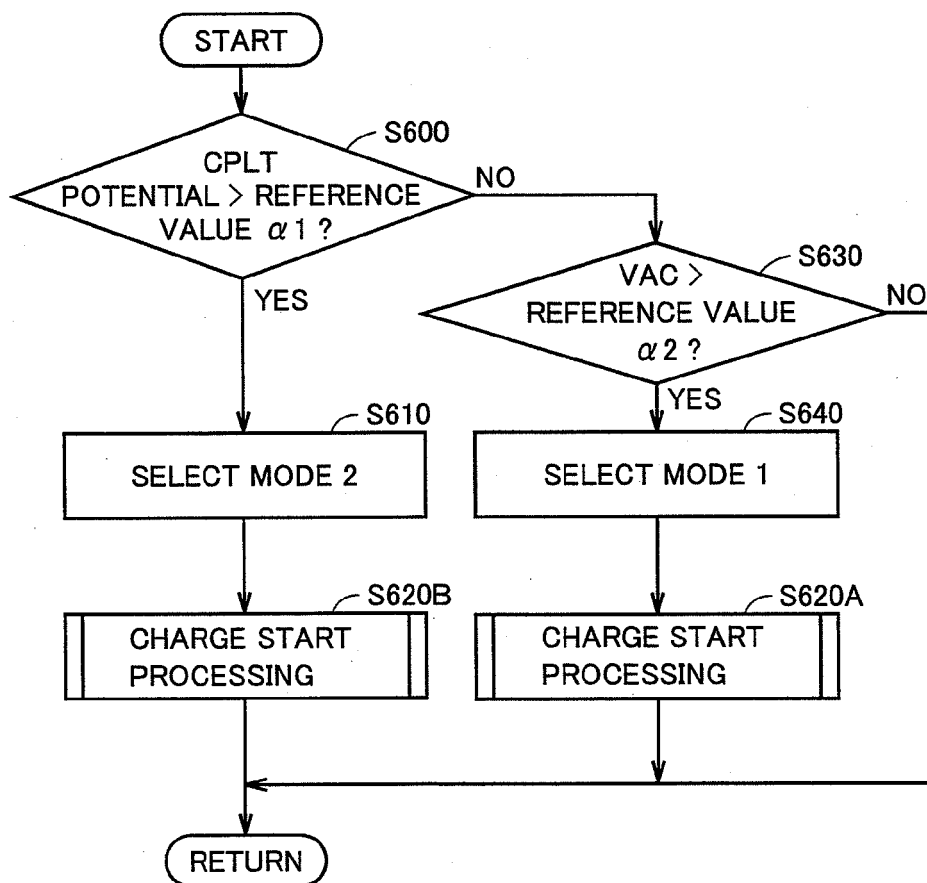 START
S600
CPLT
POTENTIAL > REFERENCE
VALUE α1?
NO
YES
S630
VAC >
REFERENCE VALUE
α2?
NO
YES
S610
SELECT MODE 2
S640
SELECT MODE 1
S620B
CHARGE START
PROCESSING
S620A
CHARGE START
PROCESSING
RETURN